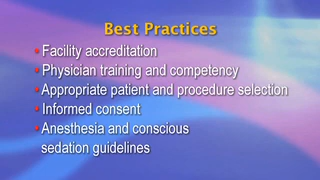 Best Practices
• Facility accreditation
• Physician training and competency
• Appropriate patient and procedure selection
• Informed consent
• Anesthesia and conscious
sedation guidelines